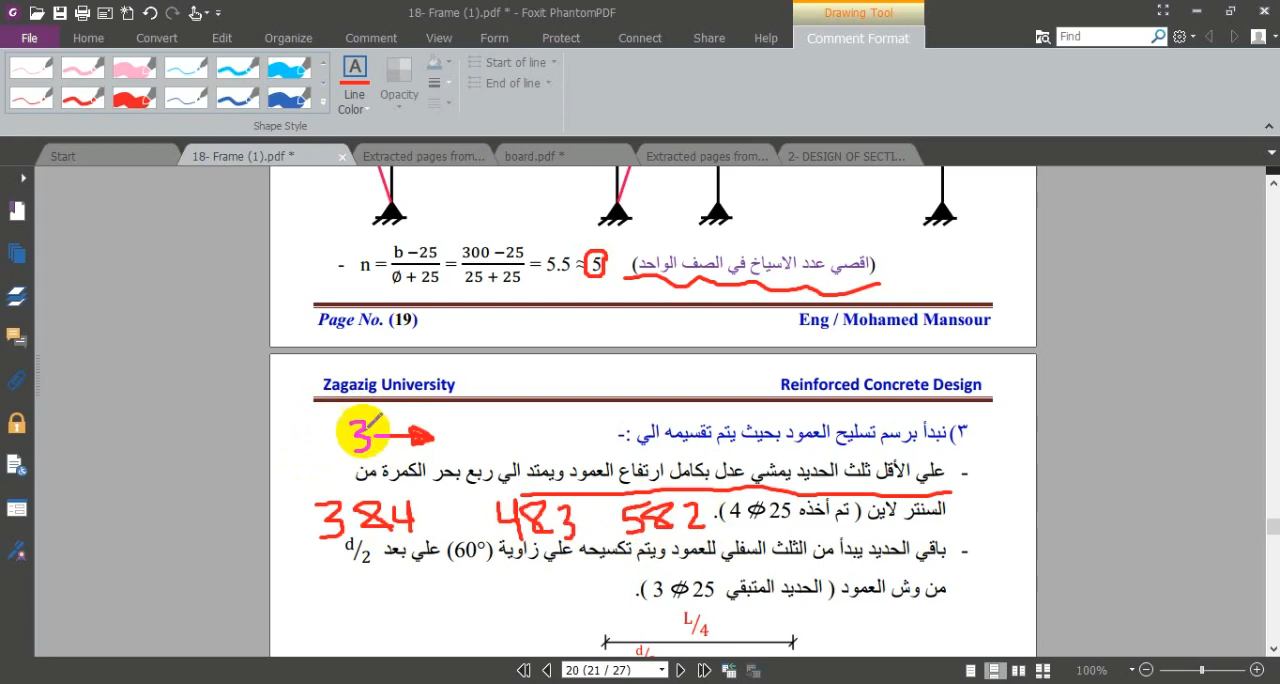 18- Frame (1).pdf * - Foxit PhantomPDF
Drawing Tool
File Home Convert Edit Organize Comment View Form Protect Connect Share Help Comment Format
Find
A
Line Color
Opacity
Start of line
End of line
Shape Style
Start
18- Frame (1).pdf *
Extracted pages from...
board.pdf *
Extracted pages from...
2- DESIGN OF SECTI...
- n = (b −25)/(Ø + 25) = (300 −25)/(25 + 25) = 5.5 ≈ 5 (اقصي عدد الاسياخ في الصف الواحد)
Page No. (19) Eng / Mohamed Mansour
Zagazig University Reinforced Concrete Design
٣) نبدأ برسم تسليح العمود بحيث يتم تقسيمه الي :-
3
- علي الأقل ثلث الحديد يمشي عدل بكامل ارتفاع العمود ويمتد الي ربع بحر الكمرة من
السنتر لاين ( تم أخذه 4 Ø 25 ).
384 483 582
- باقي الحديد يبدأ من الثلث السفلي للعمود ويتم تكسيحه علي زاوية (60°) علي بعد d/2
من وش العمود ( الحديد المتبقي 3 Ø 25 ).
L/4
d/
20 (21 / 27)
100%